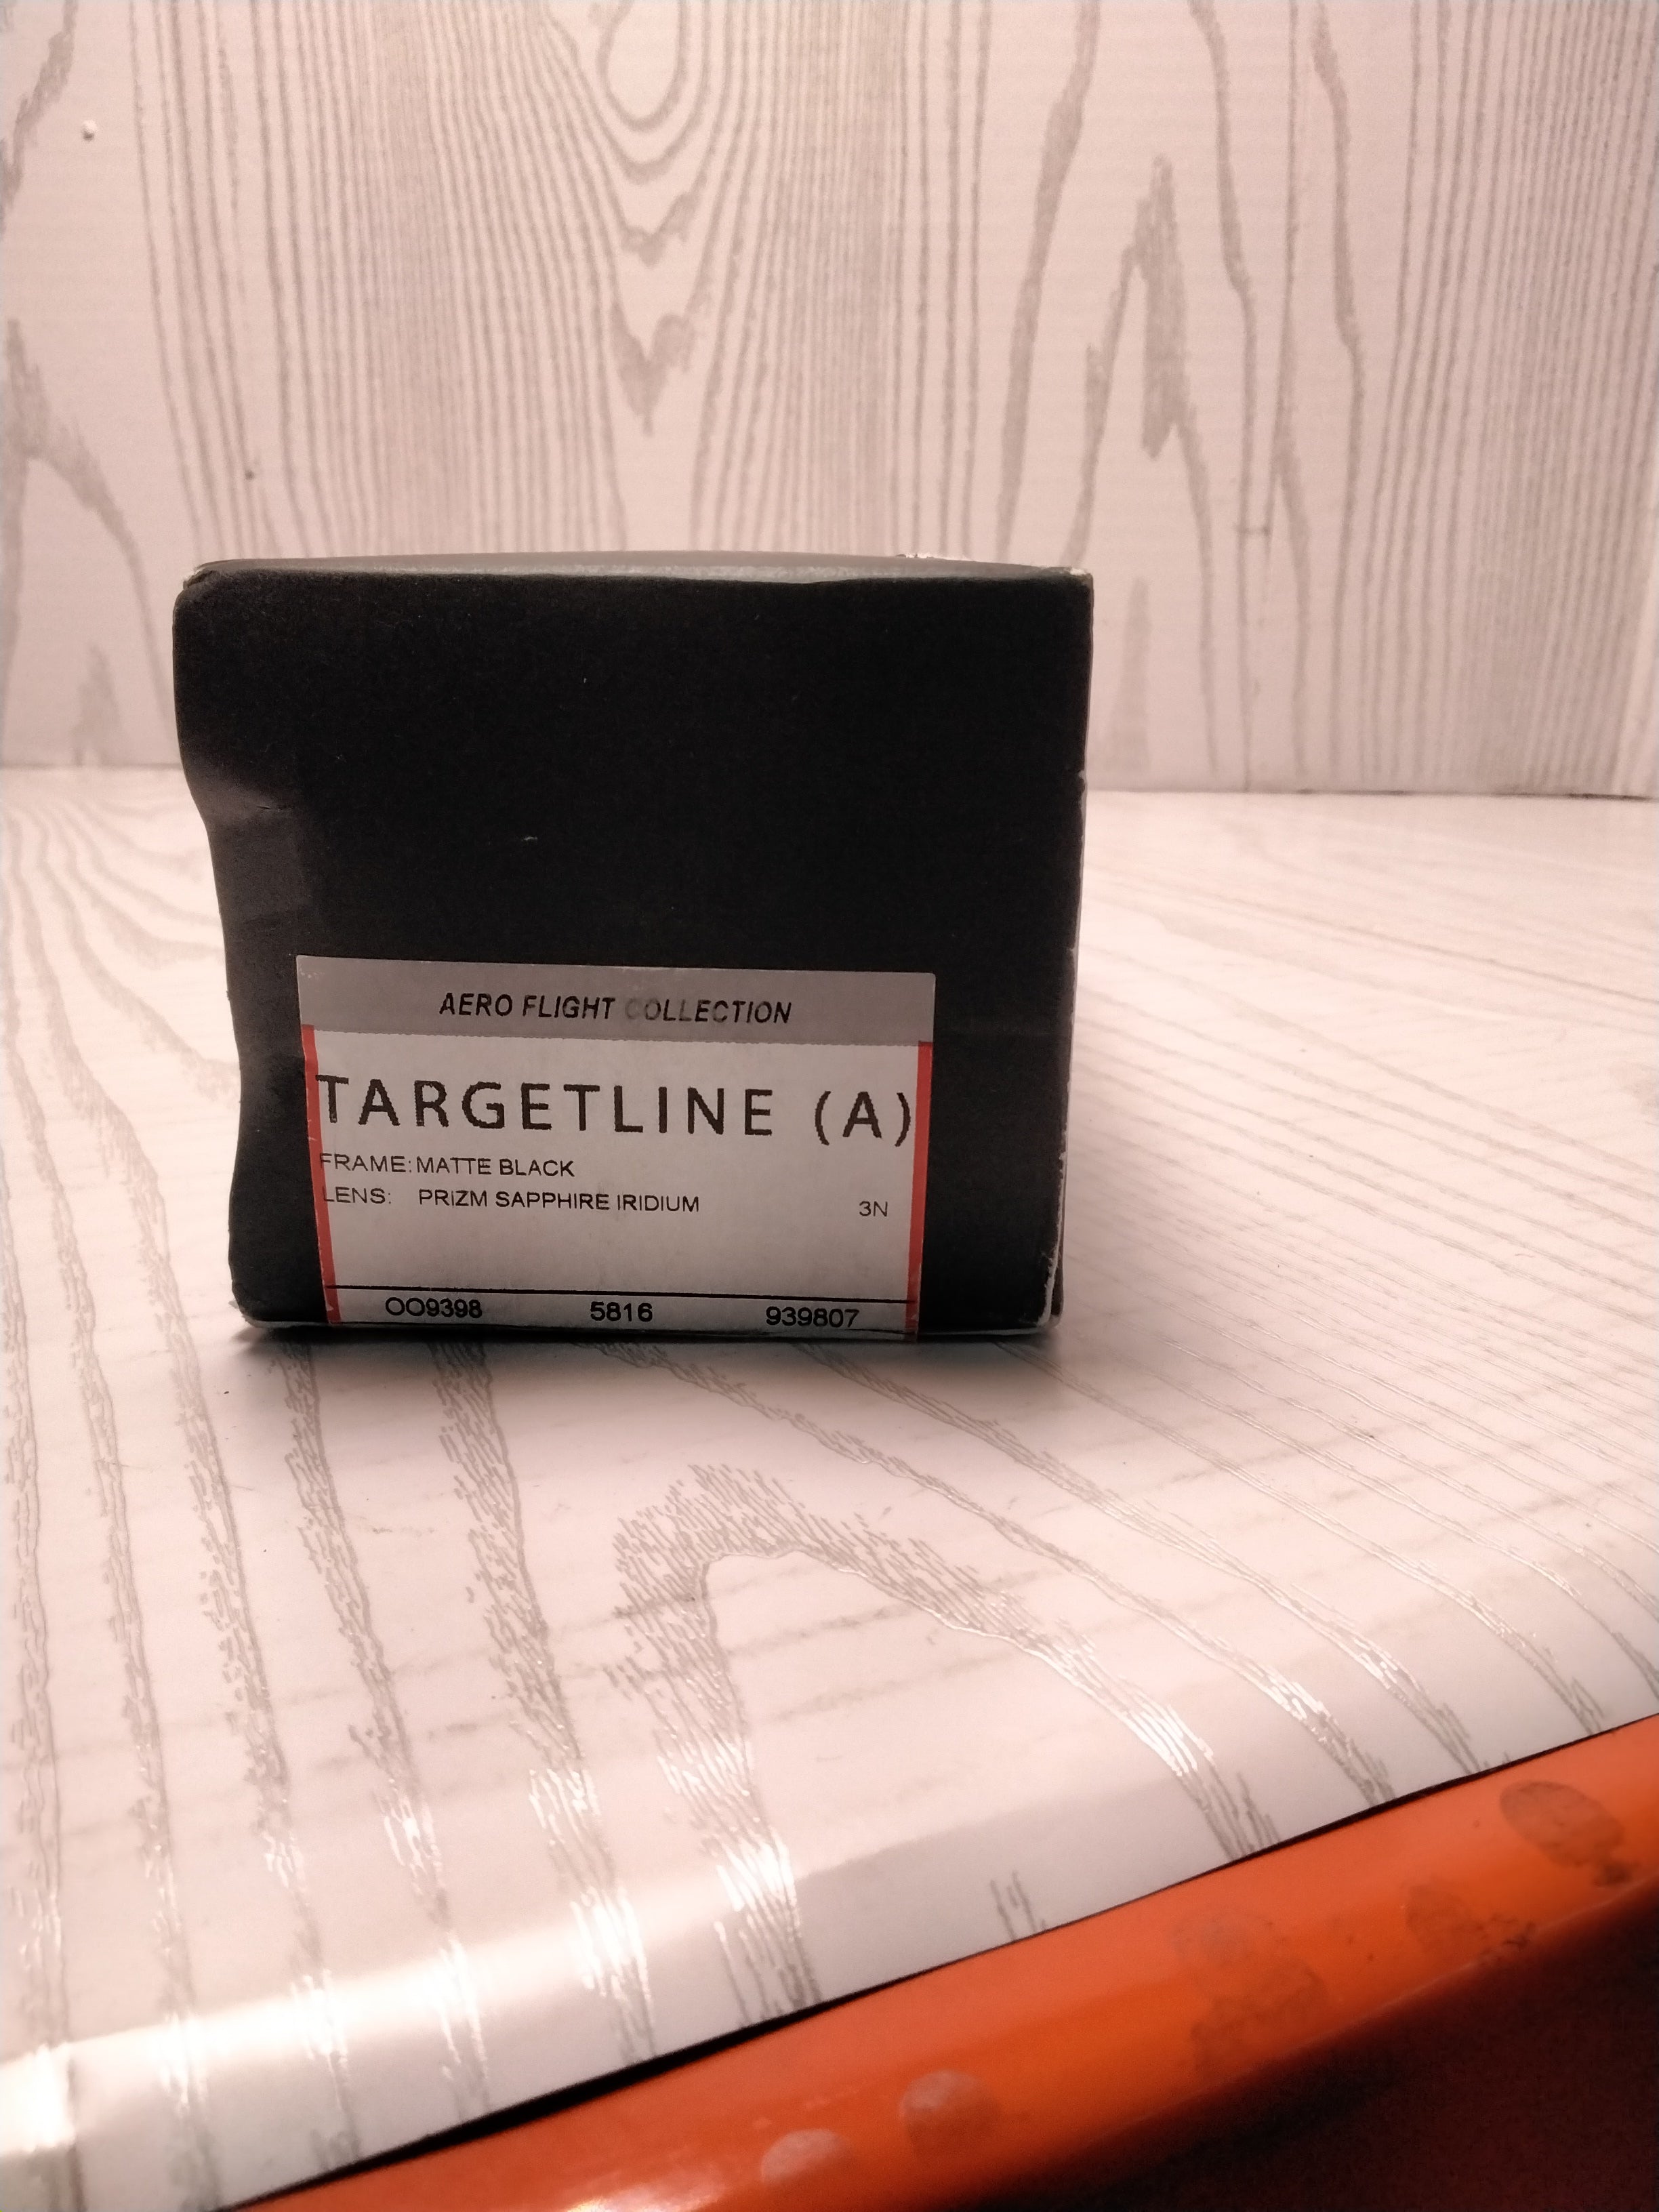 AERO FLIGHT COLLECTION
TARGETLINE (A)
FRAME: MATTE BLACK
LENS: PRIZM SAPPHIRE IRIDIUM 3N
OO9398 5816 939807